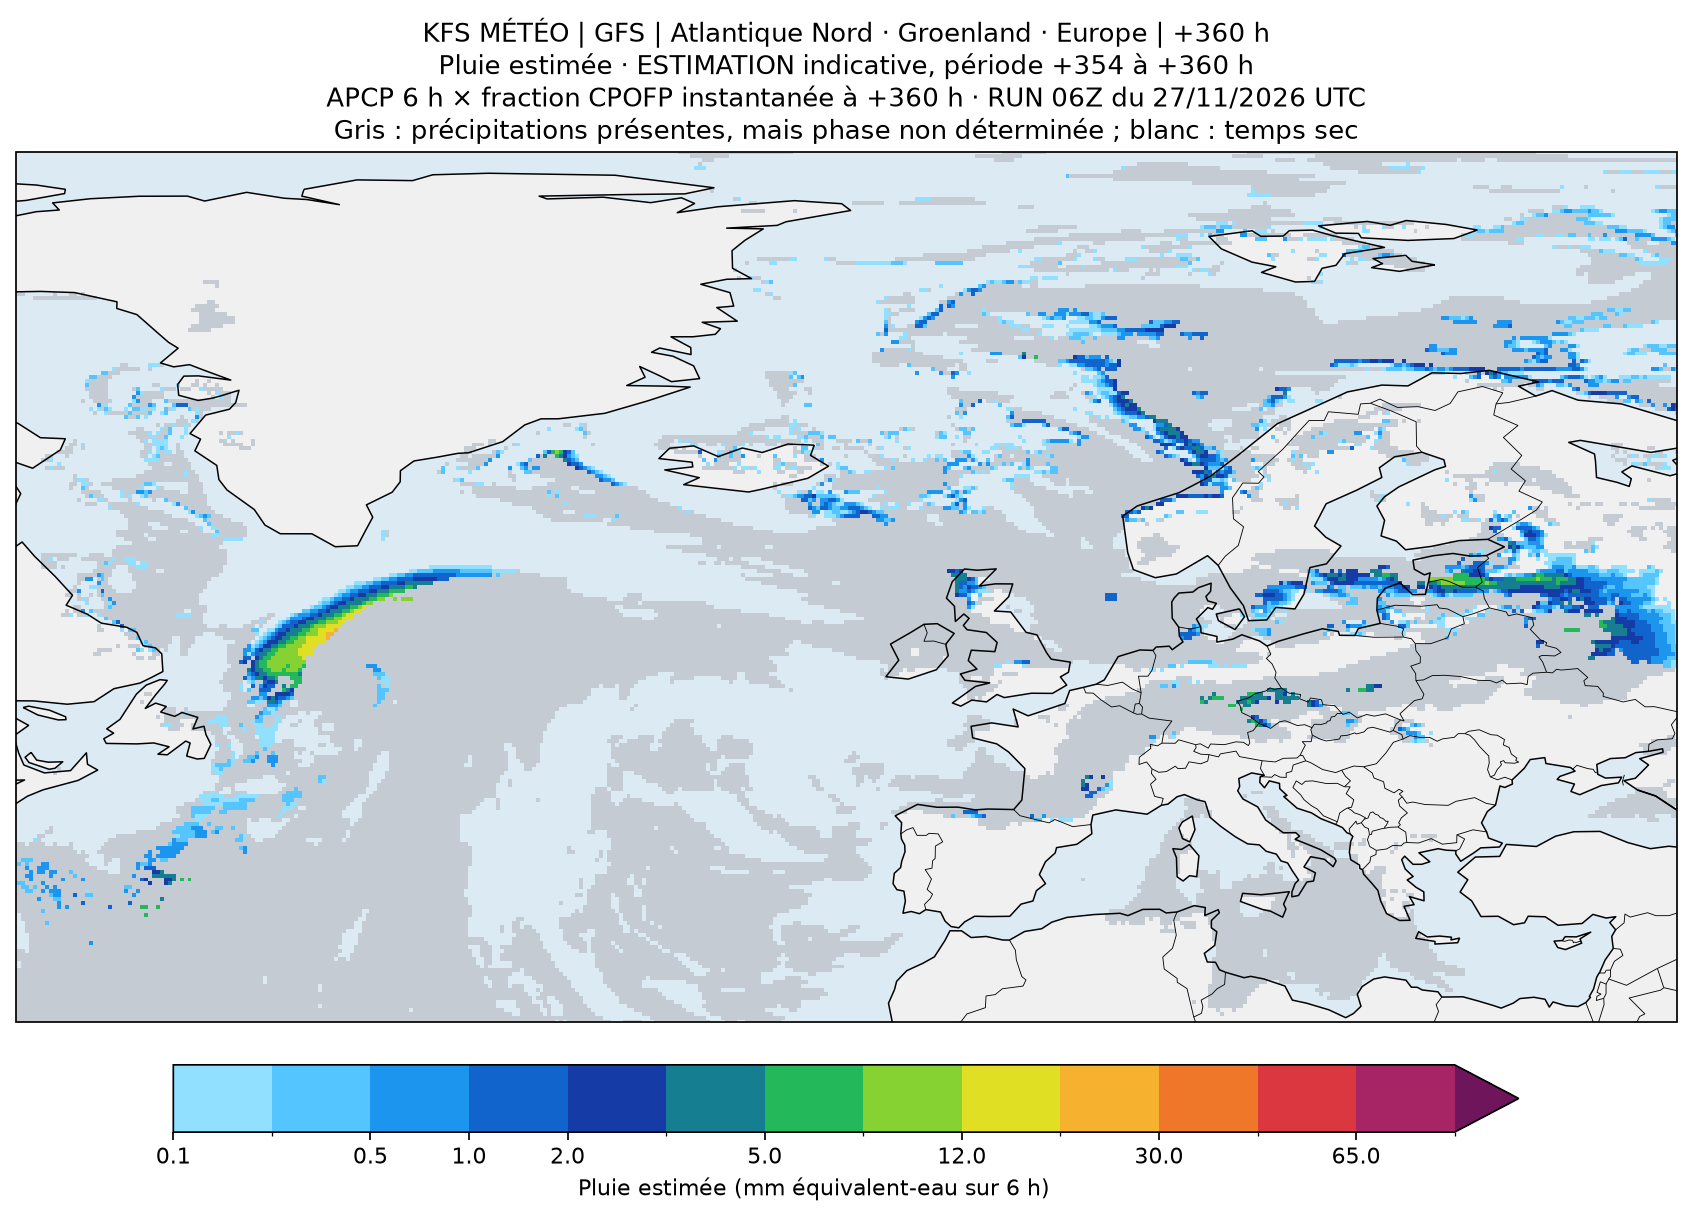 KFS MÉTÉO | GFS | Atlantique Nord · Groenland · Europe | +360 h
Pluie estimée · ESTIMATION indicative, période +354 à +360 h
APCP 6 h × fraction CPOFP instantanée à +360 h · RUN 06Z du 27/11/2026 UTC
Gris : précipitations présentes, mais phase non déterminée ; blanc : temps sec
0.1 0.5 1.0 2.0 5.0 12.0 30.0 65.0
Pluie estimée (mm équivalent-eau sur 6 h)